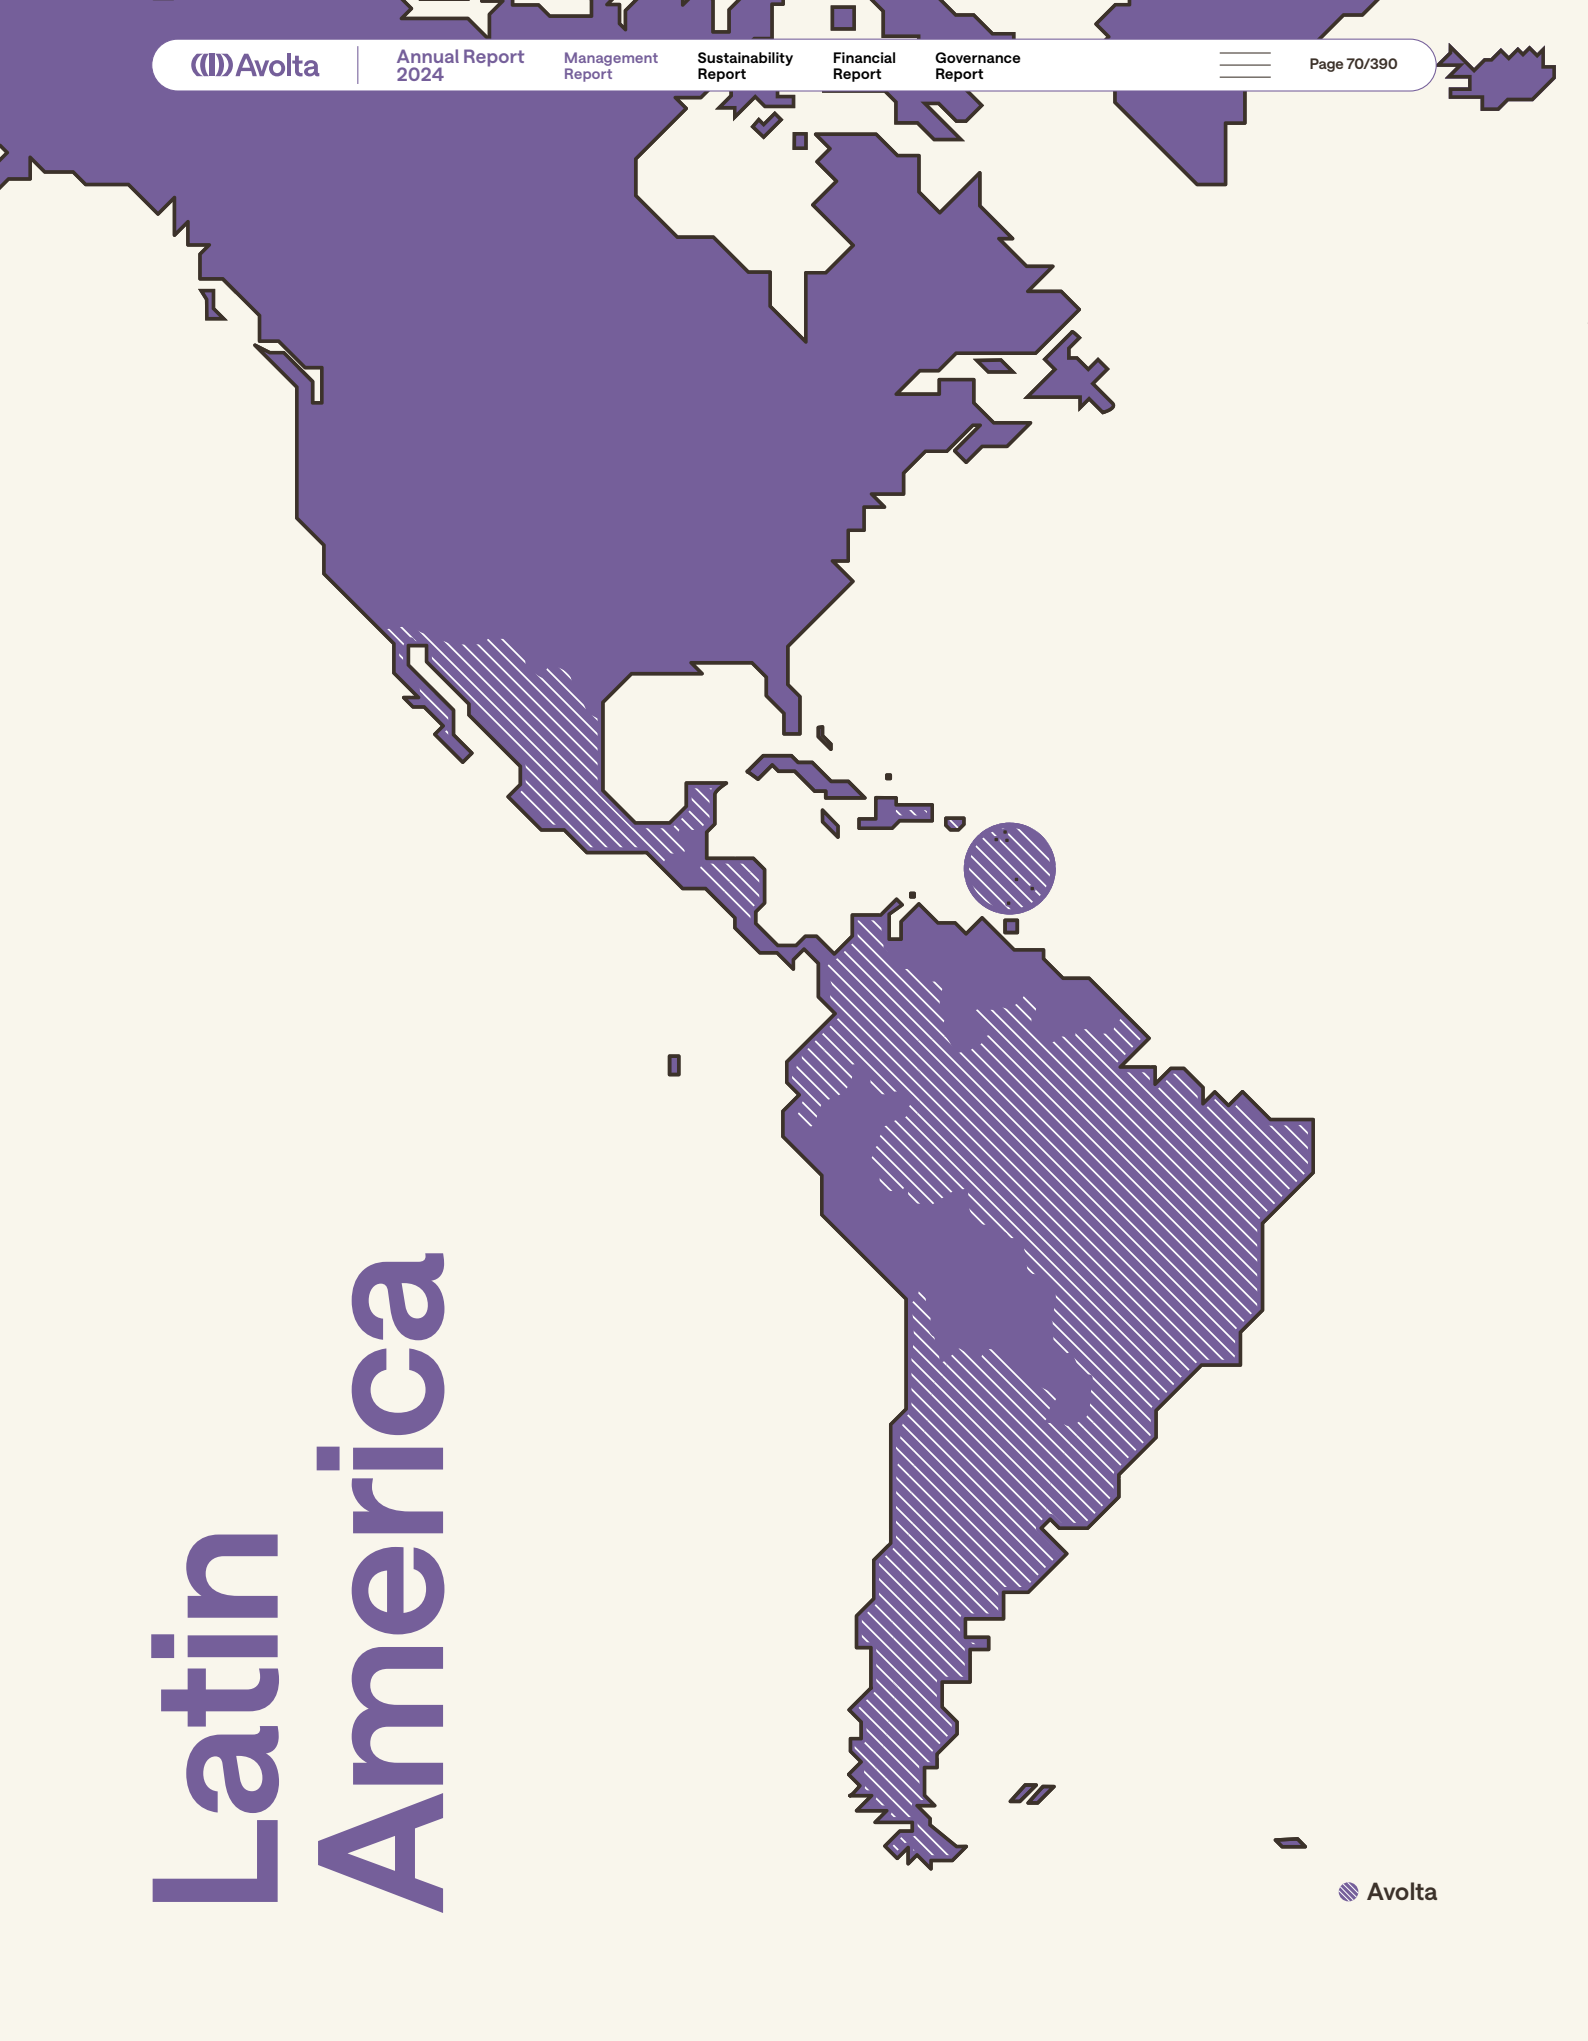 Avolta
Annual Report
2024
Management
Report
Sustainability
Report
Financial
Report
Governance
Report
Page 70/390
Latin
America
Avolta